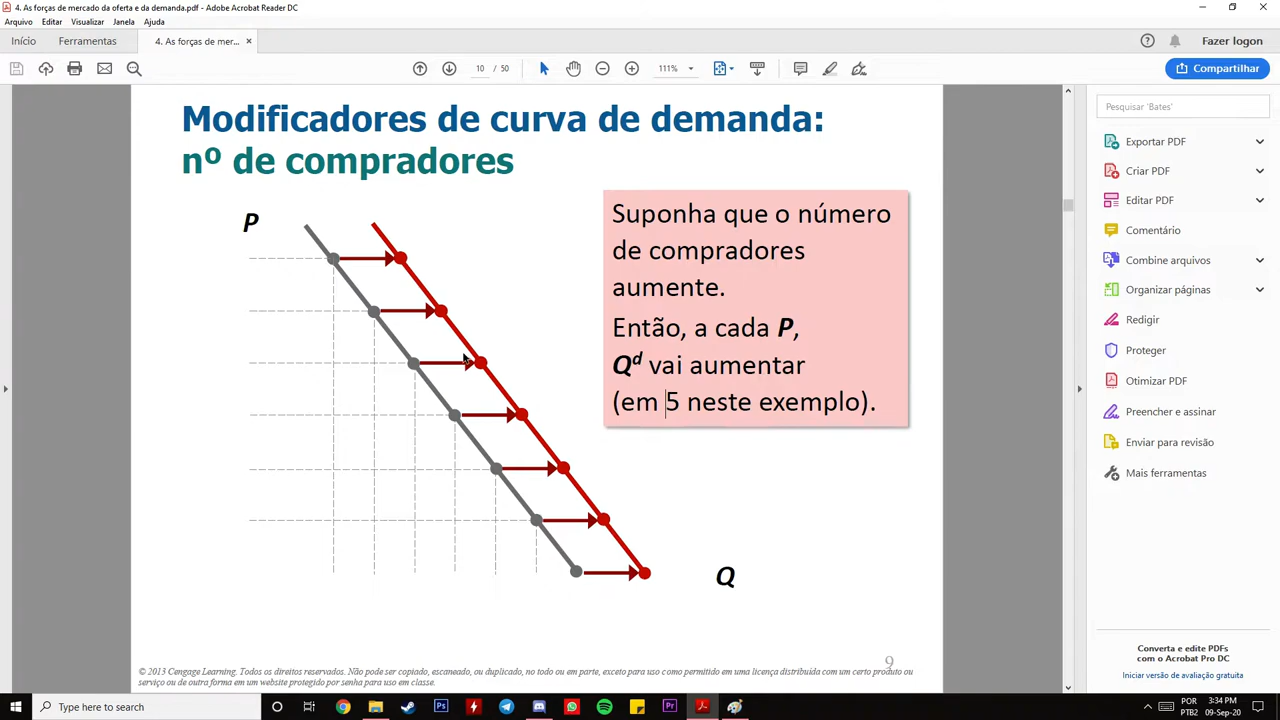 4. As forças de mercado da oferta e da demanda.pdf - Adobe Acrobat Reader DC
Arquivo Editar Visualizar Janela Ajuda
Início Ferramentas 4. As forças de mer... × Fazer logon
10 / 50 111% Compartilhar
Modificadores de curva de demanda:
nº de compradores
P
Suponha que o número
de compradores
aumente.
Então, a cada P,
Qd vai aumentar
(em 5 neste exemplo).
Q
9
© 2013 Cengage Learning. Todos os direitos reservados. Não pode ser copiado, escaneado, ou duplicado, no todo ou em parte, exceto para uso como permitido em uma licença distribuída com um certo produto ou
serviço ou de outra forma em um website protegido por senha para uso em classe.
Pesquisar 'Bates'
Exportar PDF
Criar PDF
Editar PDF
Comentário
Combine arquivos
Organizar páginas
Redigir
Proteger
Otimizar PDF
Preencher e assinar
Enviar para revisão
Mais ferramentas
Converta e edite PDFs
com o Acrobat Pro DC
Iniciar versão de avaliação gratuita
Type here to search
Ps
Pr
POR
PTB2
3:34 PM
09-Sep-20